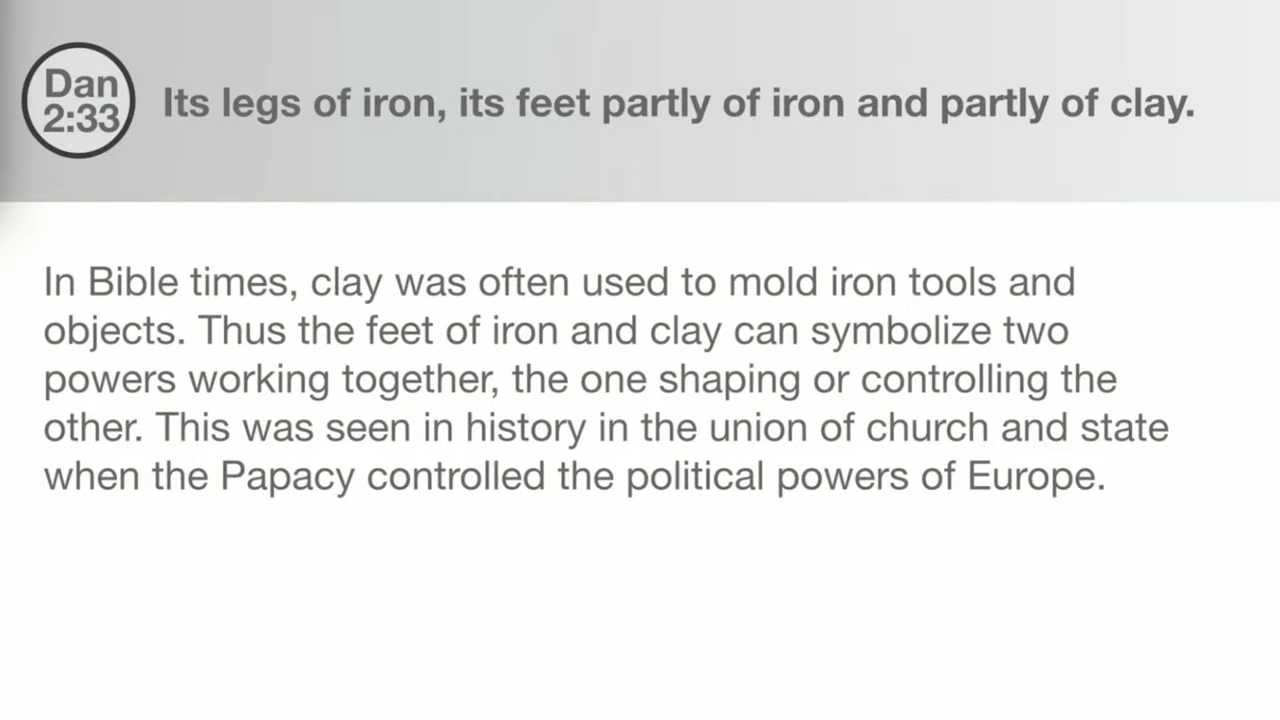 Dan
2:33
Its legs of iron, its feet partly of iron and partly of clay.
In Bible times, clay was often used to mold iron tools and
objects. Thus the feet of iron and clay can symbolize two
powers working together, the one shaping or controlling the
other. This was seen in history in the union of church and state
when the Papacy controlled the political powers of Europe.